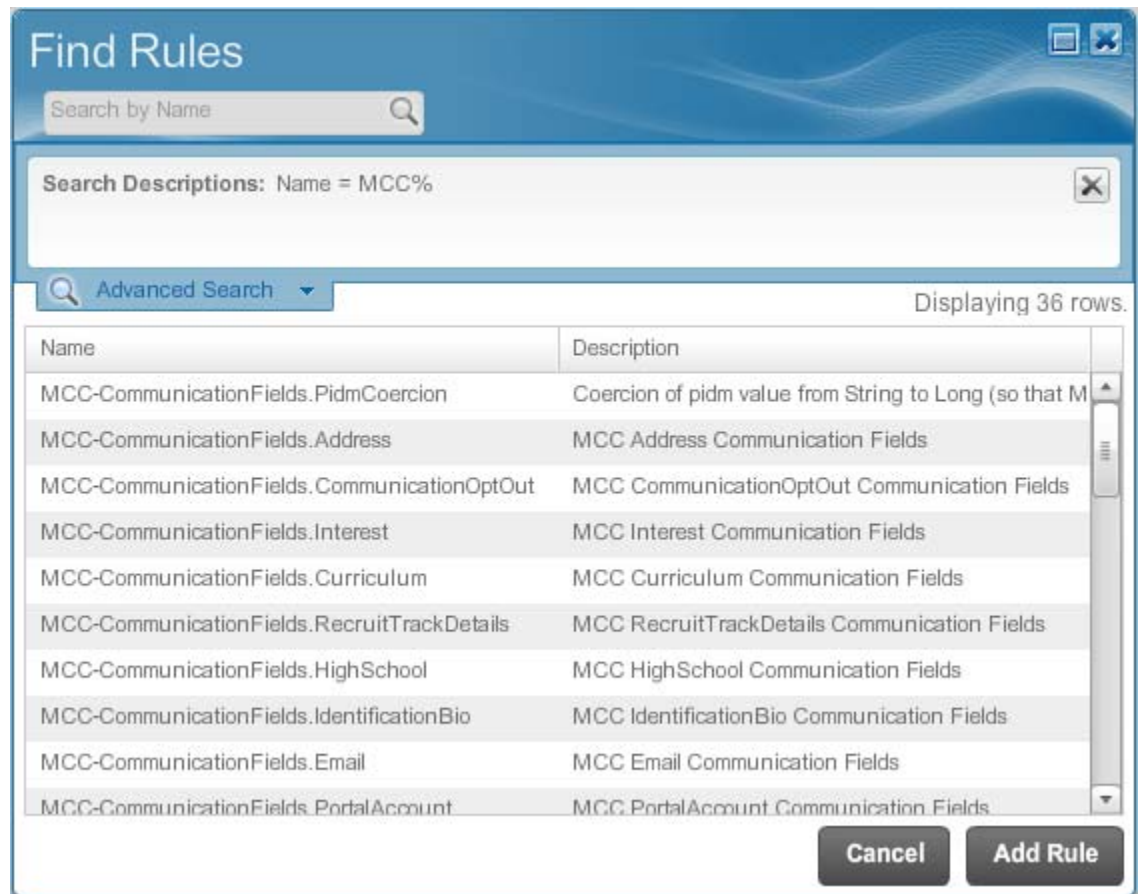 Find Rules
Search by Name
Search Descriptions: Name = MCC%
Advanced Search
Displaying 36 rows.
Name Description
MCC-CommunicationFields.PidmCoercion Coercion of pidm value from String to Long (so that M
MCC-CommunicationFields.Address MCC Address Communication Fields
MCC-CommunicationFields.CommunicationOptOut MCC CommunicationOptOut Communication Fields
MCC-CommunicationFields.Interest MCC Interest Communication Fields
MCC-CommunicationFields.Curriculum MCC Curriculum Communication Fields
MCC-CommunicationFields.RecruitTrackDetails MCC RecruitTrackDetails Communication Fields
MCC-CommunicationFields.HighSchool MCC HighSchool Communication Fields
MCC-CommunicationFields.IdentificationBio MCC IdentificationBio Communication Fields
MCC-CommunicationFields.Email MCC Email Communication Fields
MCC-CommunicationFields.PortalAccount MCC PortalAccount Communication Fields
Cancel Add Rule